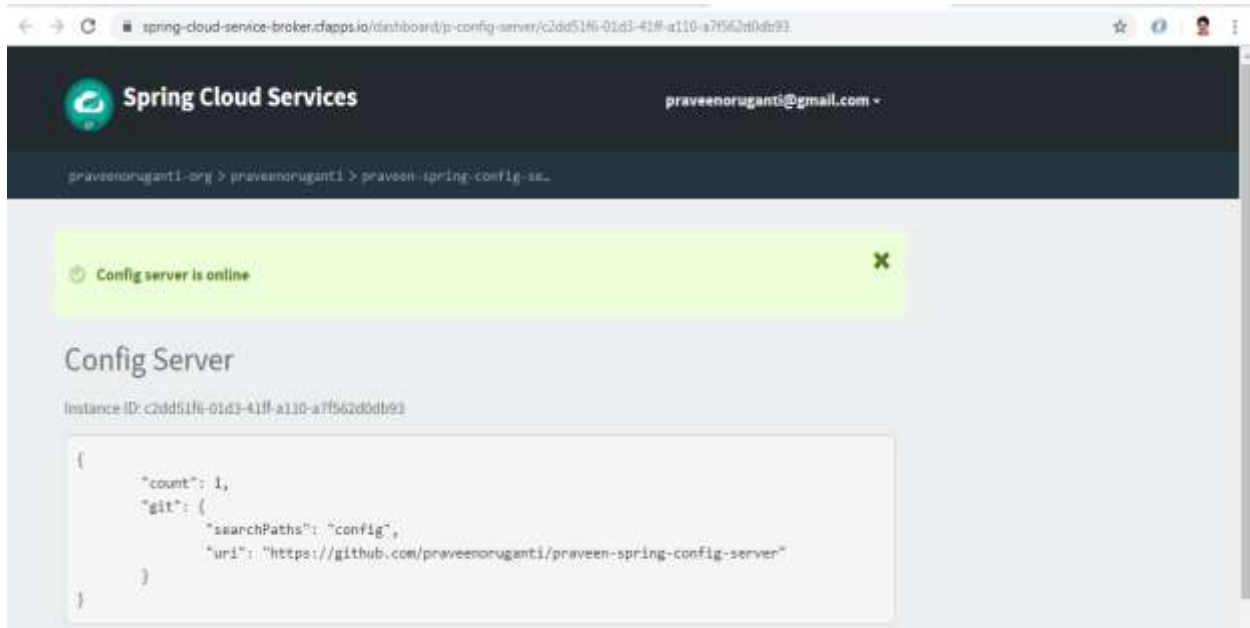 spring-cloud-service-broker.cfapps.io/dashboard/p-config-server/c2dd51f6-01d3-41ff-a110-a7f562d0db93
Spring Cloud Services
praveenoruganti@gmail.com
praveenoruganti-org > praveenoruganti > praveen-spring-config-se…
Config server is online
Config Server
Instance ID: c2dd51f6-01d3-41ff-a110-a7f562d0db93
{
"count": 1,
"git": {
"searchPaths": "config",
"uri": "https://github.com/praveenoruganti/praveen-spring-config-server"
}
}